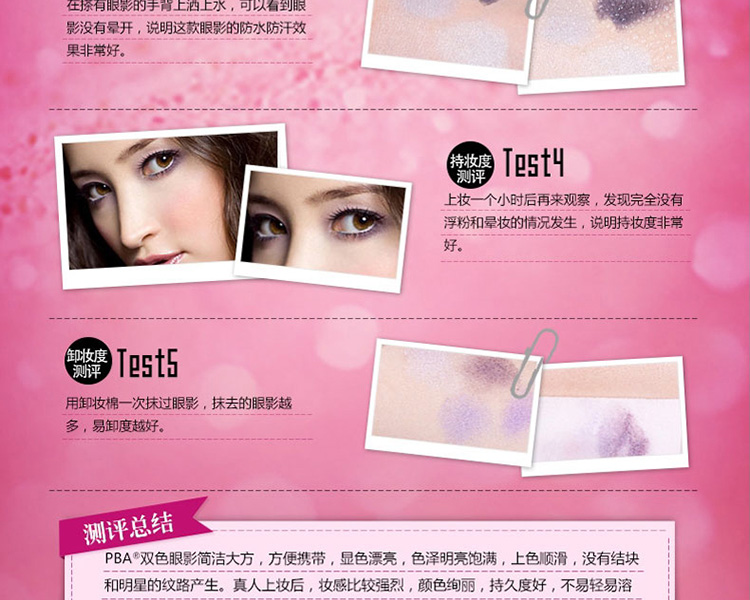 在搽有眼影的手背上洒上水，可以看到眼
影没有晕开，说明这款眼影的防水防汗效
果非常好。
持妆度
测评
Test4
上妆一个小时后再来观察，发现完全没有
浮粉和晕妆的情况发生，说明持妆度非常
好。
卸妆度
测评
Test5
用卸妆棉一次抹过眼影，抹去的眼影越
多，易卸度越好。
测评总结
PBA®双色眼影简洁大方，方便携带，显色漂亮，色泽明亮饱满，上色顺滑，没有结块
和明星的纹路产生。真人上妆后，妆感比较强烈，颜色绚丽，持久度好，不易轻易溶